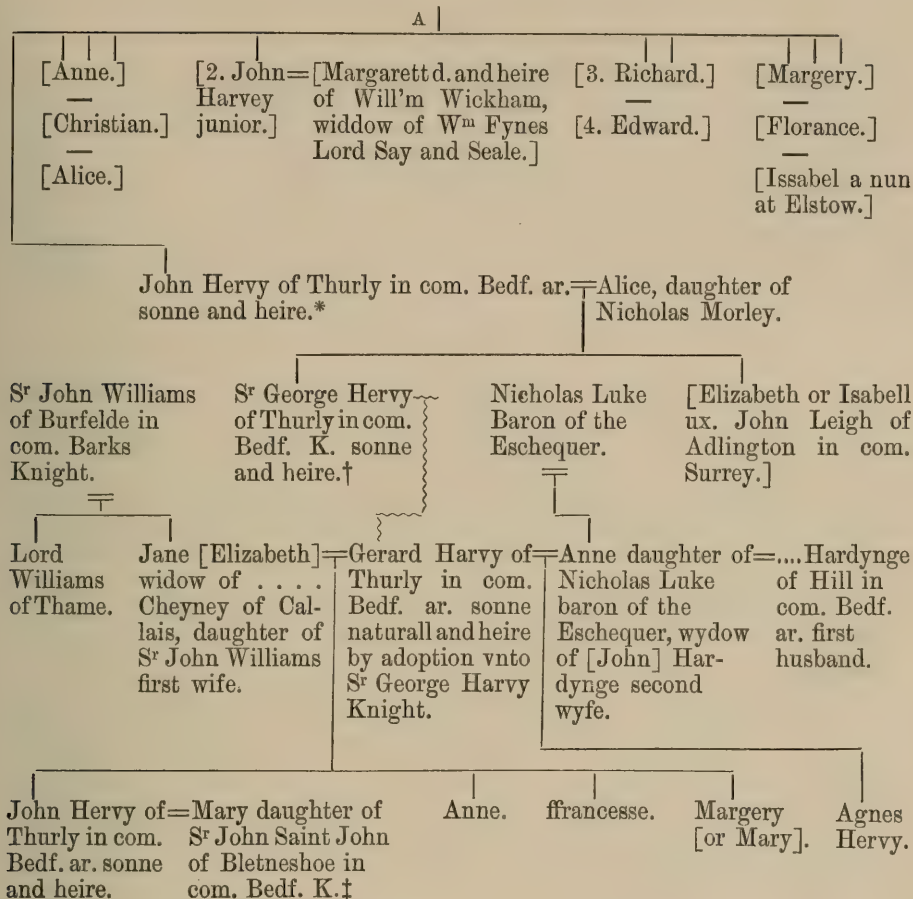 A
[Anne.]
—
[Christian.]
—
[Alice.]
[2. John=
Harvey
junior.]
[Margarett d. and heire
of Will'm Wickham,
widdow of Wm Fynes
Lord Say and Seale.]
[3. Richard.]
—
[4. Edward.]
[Margery.]
—
[Florance.]
—
[Issabel a nun
at Elstow.]
John Hervy of Thurly in com. Bedf. ar.=Alice, daughter of
sonne and heire.* Nicholas Morley.
Sr John Williams
of Burfelde in
com. Barks
Knight.
Sr George Hervy
of Thurly in com.
Bedf. K. sonne
and heire.†
Nicholas Luke
Baron of the
Eschequer.
[Elizabeth or Isabell
ux. John Leigh of
Adlington in com.
Surrey.]
Lord
Williams
of Thame.
Jane [Elizabeth]=
widow of . . . .
Cheyney of Cal-
lais, daughter of
Sr John Williams
first wife.
Gerard Harvy of=
Thurly in com.
Bedf. ar. sonne
naturall and heire
by adoption vnto
Sr George Harvy
Knight.
Anne daughter of=
Nicholas Luke
baron of the
Eschequer, wydow
of [John] Har-
dynge second
wyfe.
....Hardynge
of Hill in
com. Bedf.
ar. first
husband.
John Hervy of=
Thurly in com.
Bedf. ar. sonne
and heire.
Mary daughter of
Sr John Saint John
of Bletneshoe in
com. Bedf. K.‡
Anne.
ffrancesse.
Margery
[or Mary].
Agnes
Hervy.